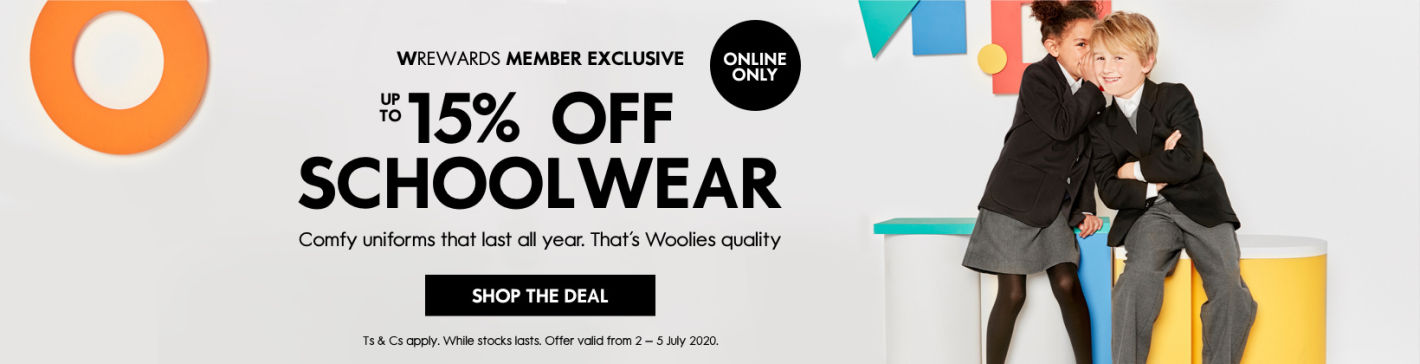 WREWARDS MEMBER EXCLUSIVE
ONLINE
ONLY
UP
TO
15% OFF
SCHOOLWEAR
Comfy uniforms that last all year. That's Woolies quality
SHOP THE DEAL
Ts & Cs apply. While stocks lasts. Offer valid from 2 – 5 July 2020.